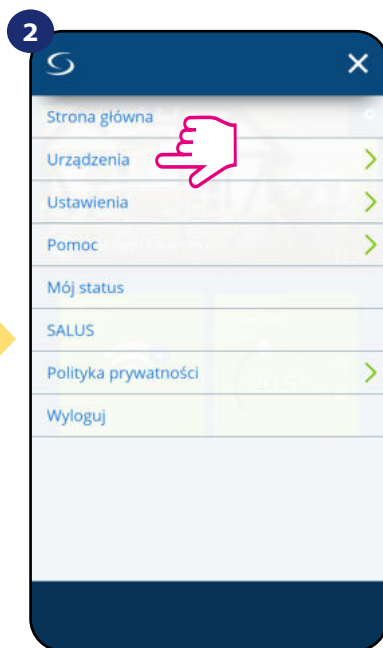 2
Strona główna
Urządzenia
Ustawienia
Pomoc
Mój status
SALUS
Polityka prywatności
Wyloguj